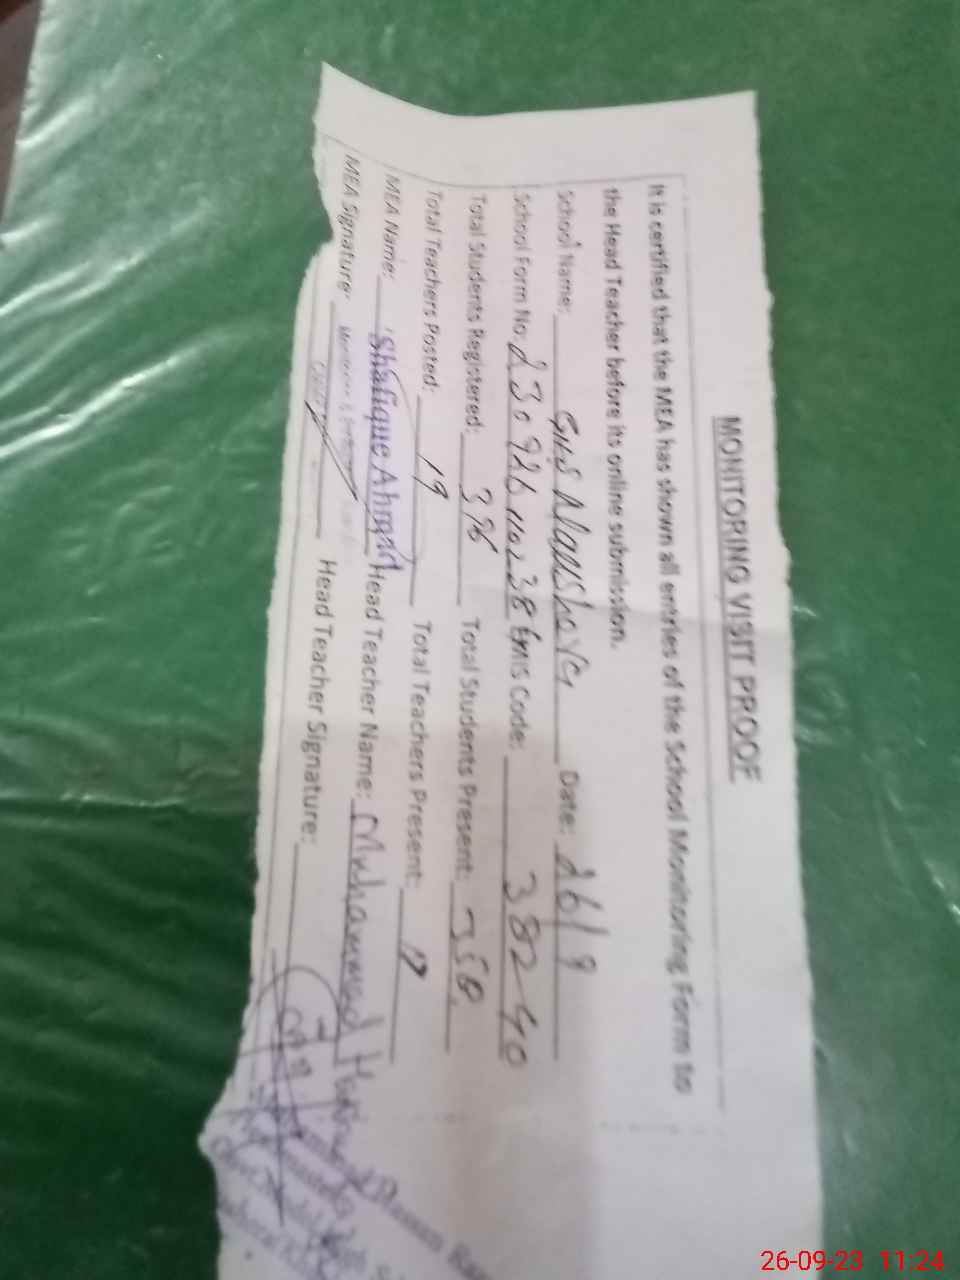 MONITORING VISIT PROOF
It is certified that the MEA has shown all entries of the School Monitoring Form to
the Head Teacher before its online submission.
School Name: GHS Date: 26/9
School Form No: Emis Code: 38240
Total Students Registered: 396 Total Students Present: 358
Total Teachers Posted: 19 Total Teachers Present: 17
MEA Name: Shafique Ahmad Head Teacher Name: Muhammad
MEA Signature: Head Teacher Signature:
26-09-23 11:24